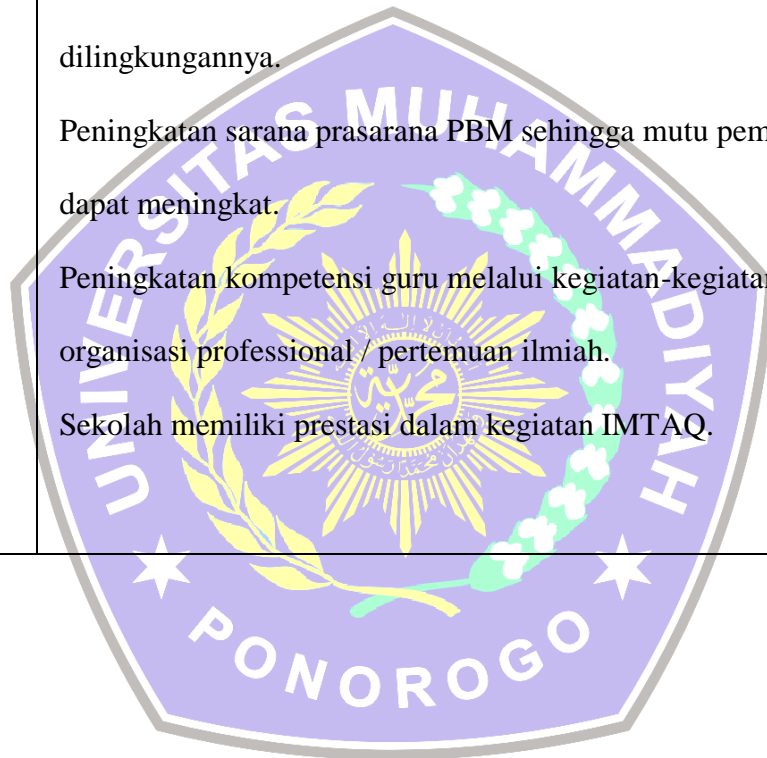 dilingkungannya.
Peningkatan sarana prasarana PBM sehingga mutu pem
dapat meningkat.
Peningkatan kompetensi guru melalui kegiatan-kegiatan
organisasi professional / pertemuan ilmiah.
Sekolah memiliki prestasi dalam kegiatan IMTAQ.
UNIVERSITAS MUHAMMADIYAH
PONOROGO
محمدية